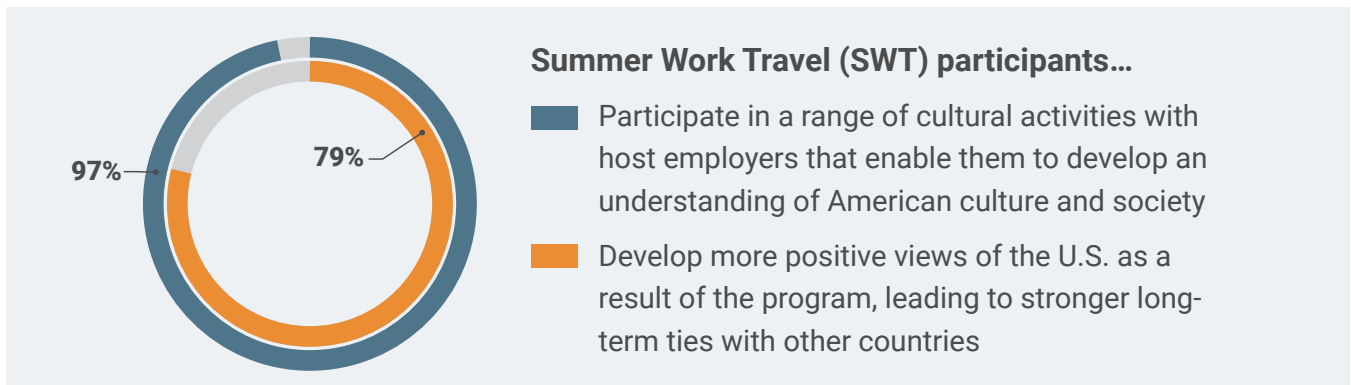 Summer Work Travel (SWT) participants…
Participate in a range of cultural activities with
host employers that enable them to develop an
understanding of American culture and society
Develop more positive views of the U.S. as a
result of the program, leading to stronger long-
term ties with other countries
97%
79%